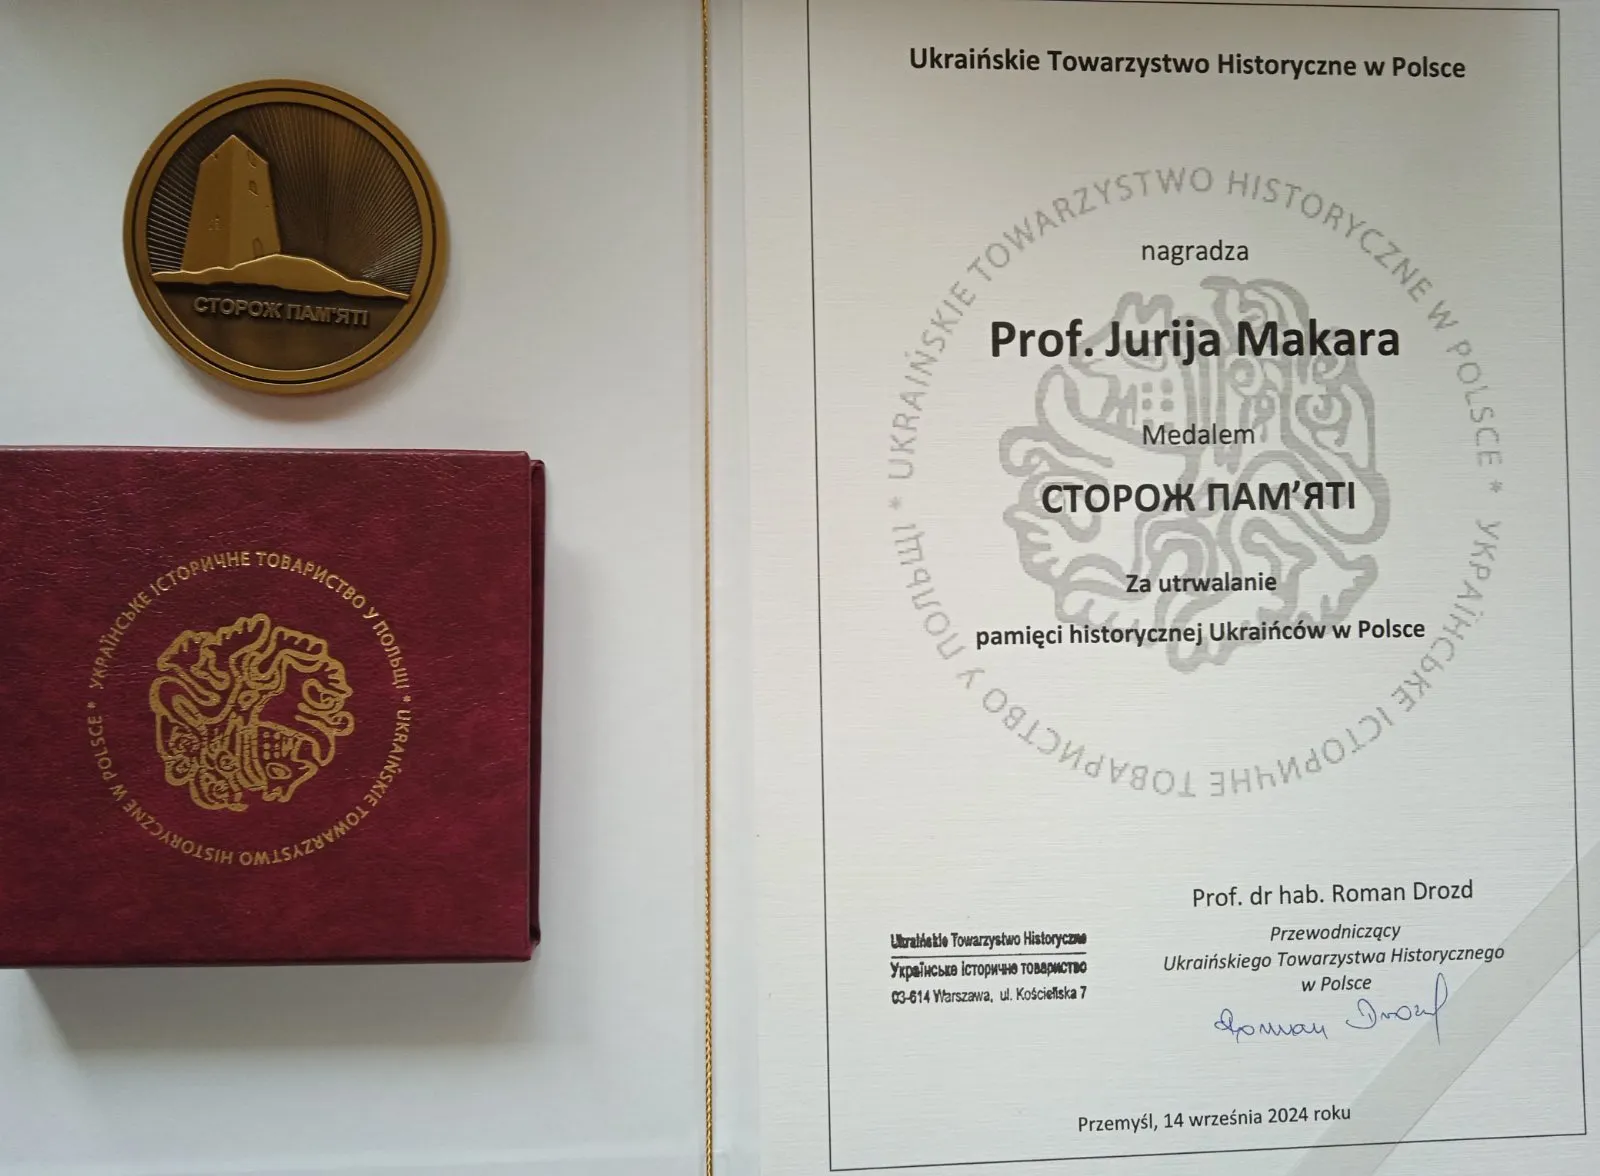 СТОРОЖ ПАМ'ЯТІ
УКРАЇНСЬКЕ ІСТОРИЧНЕ ТОВАРИСТВО У ПОЛЬЩІ * UKRAIŃSKIE TOWARZYSTWO HISTORYCZNE W POLSCE *
Ukraińskie Towarzystwo Historyczne w Polsce
UKRAIŃSKIE TOWARZYSTWO HISTORYCZNE W POLSCE * УКРАЇНСЬКЕ ІСТОРИЧНЕ ТОВАРИСТВО У ПОЛЬЩІ *
nagradza
Prof. Jurija Makara
Medalem
СТОРОЖ ПАМ’ЯТІ
Za utrwalanie
pamięci historycznej Ukraińców w Polsce
Prof. dr hab. Roman Drozd
Przewodniczący
Ukraińskiego Towarzystwa Historycznego
w Polsce
Roman Drozd
Ukraińskie Towarzystwo Historyczne
Українське історичне товариство
03-614 Warszawa, ul. Kościeliska 7
Przemyśl, 14 września 2024 roku